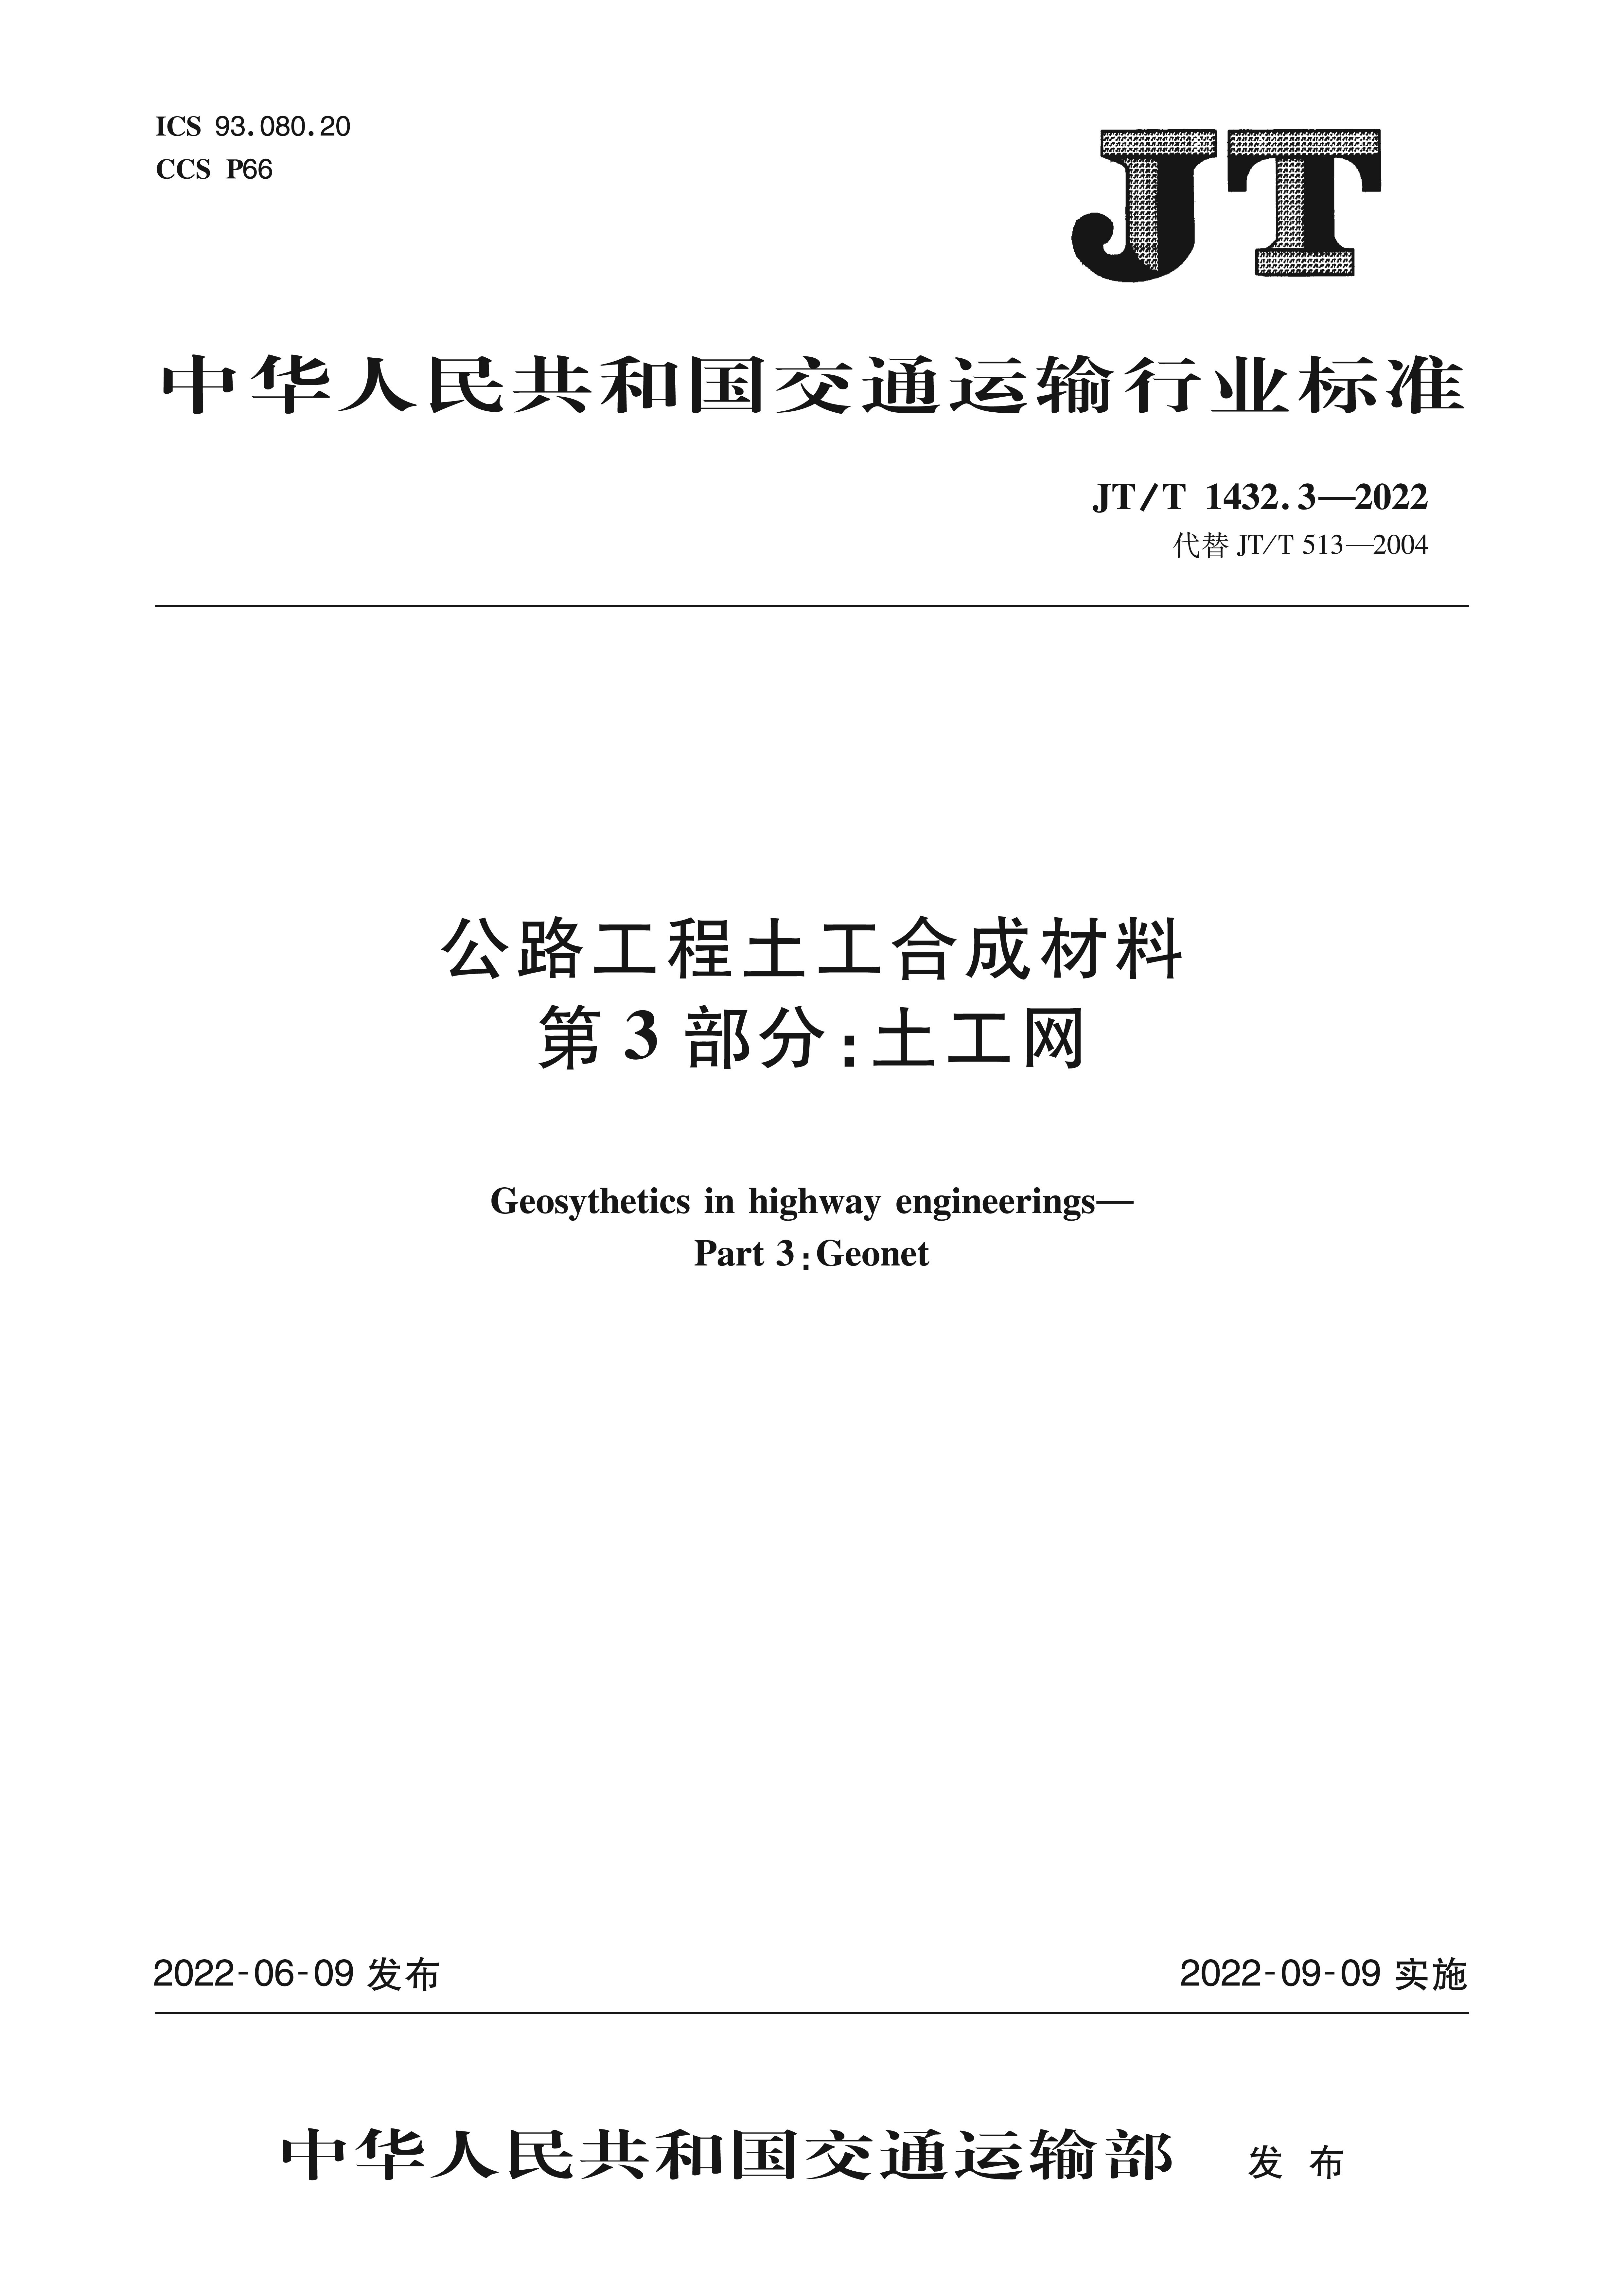 ICS 93.080.20
CCS P66
JT
中华人民共和国交通运输行业标准
JT/T 1432.3—2022
代替 JT/T 513—2004
公路工程土工合成材料
第 3 部分:土工网
Geosythetics in highway engineerings—
Part 3:Geonet
2022-06-09 发布
2022-09-09 实施
中华人民共和国交通运输部 发布